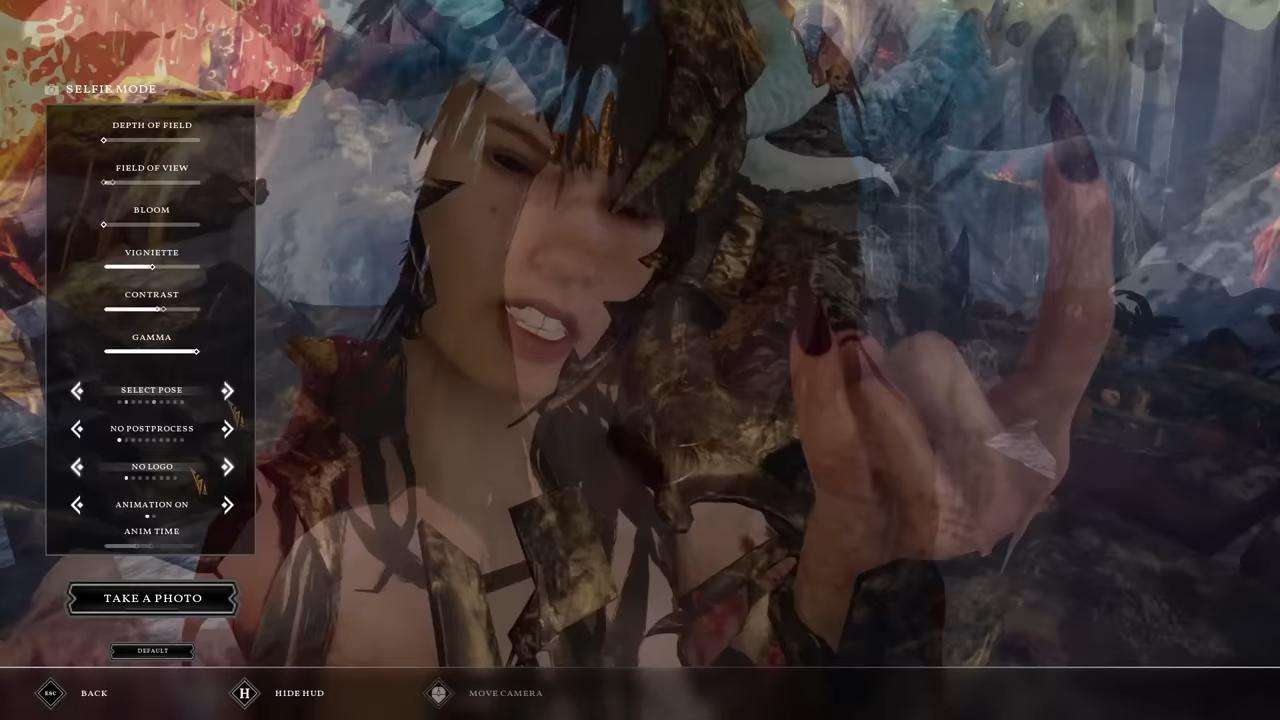 SELFIE MODE
DEPTH OF FIELD
FIELD OF VIEW
BLOOM
VIGNIETTE
CONTRAST
GAMMA
SELECT POSE
NO POSTPROCESS
NO LOGO
ANIMATION ON
ANIM TIME
TAKE A PHOTO
DEFAULT
ESC BACK H HIDE HUD MOVE CAMERA